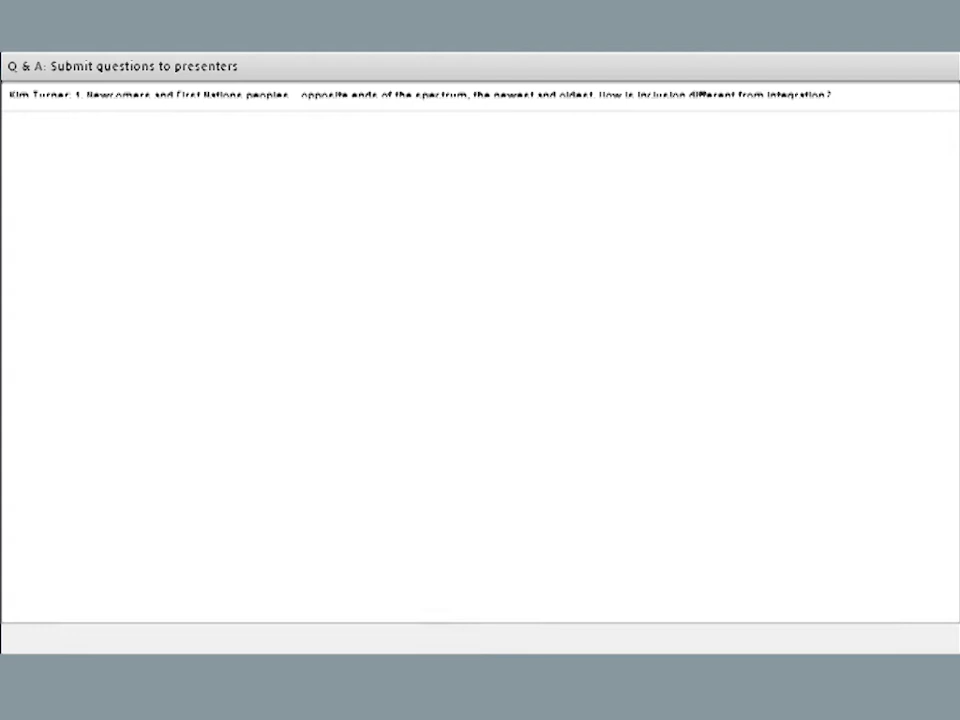 Q & A: Submit questions to presenters
Kim Turner: 1. Newcomers and First Nations peoples - opposite ends of the spectrum, the newest and oldest. How is inclusion different from integration?